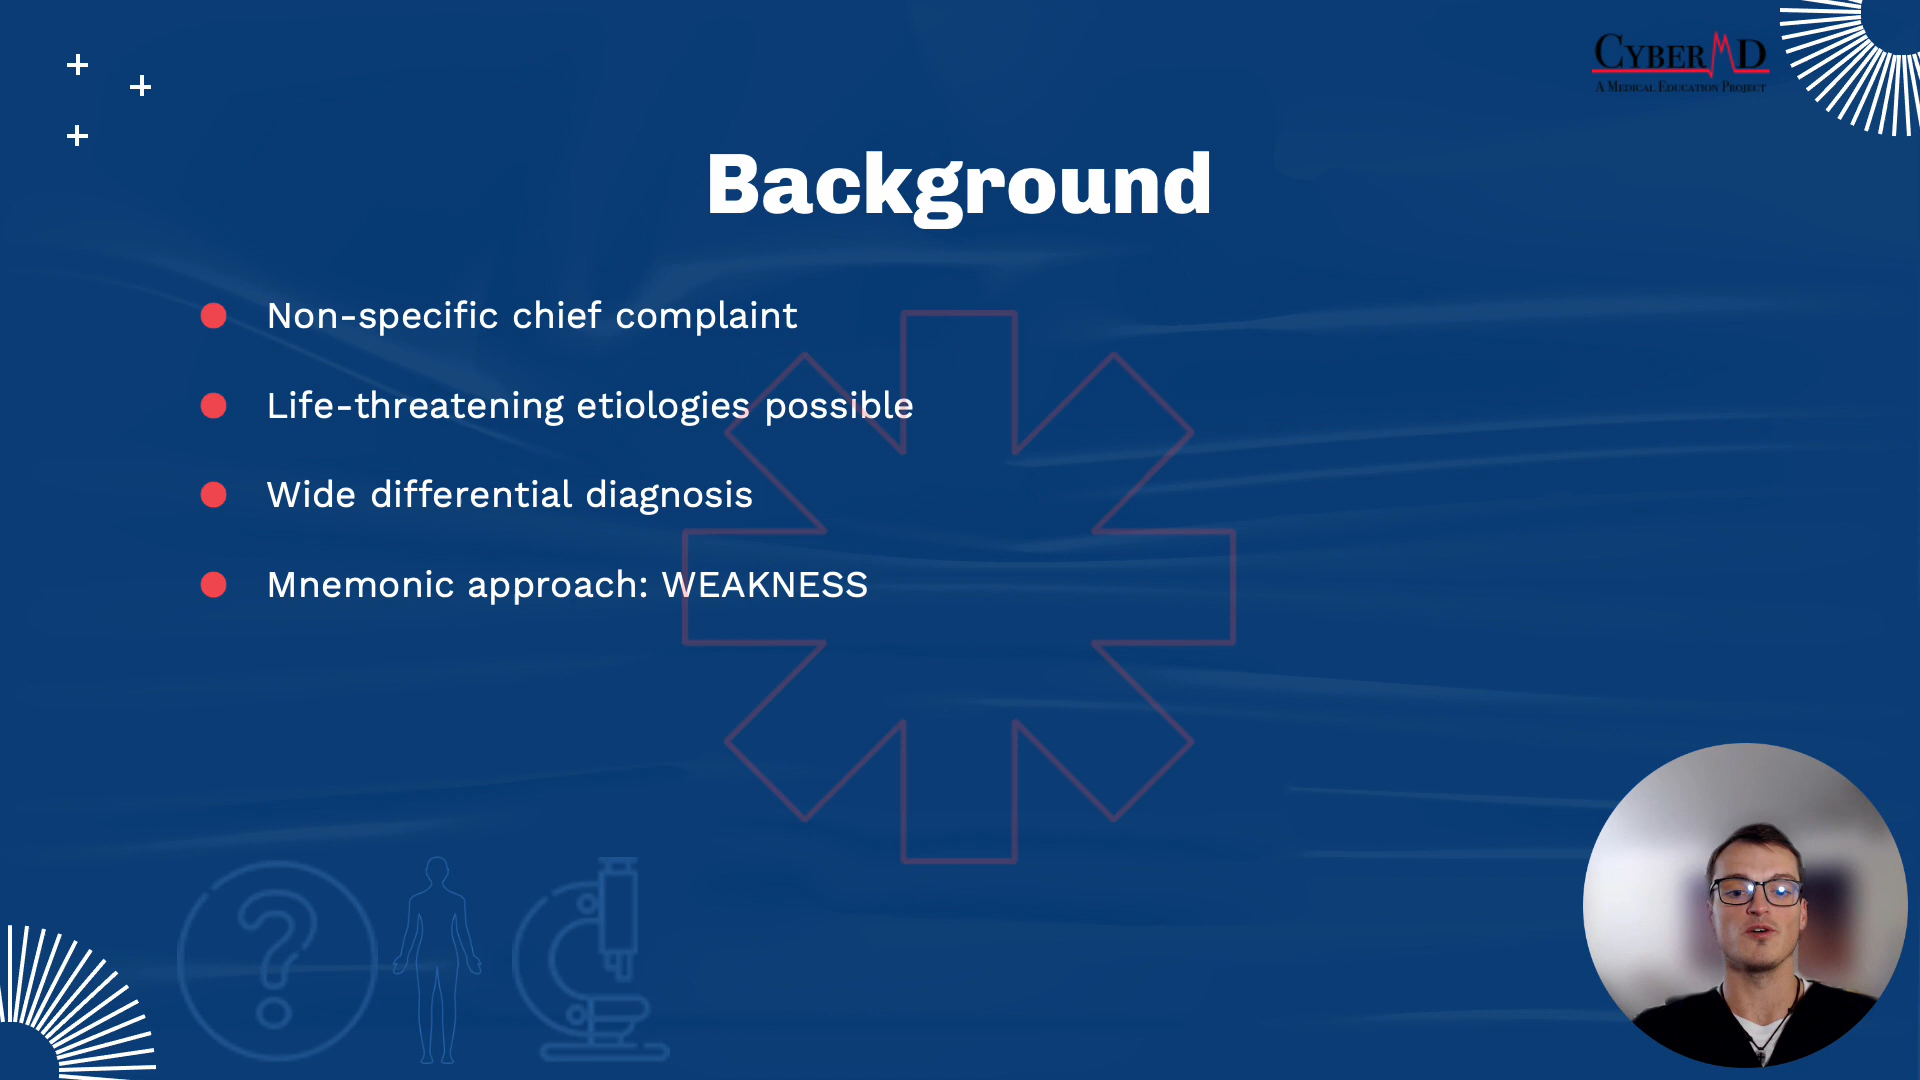 CYBERMD
A MEDICAL EDUCATION PROJECT
Background
Non-specific chief complaint
Life-threatening etiologies possible
Wide differential diagnosis
Mnemonic approach: WEAKNESS